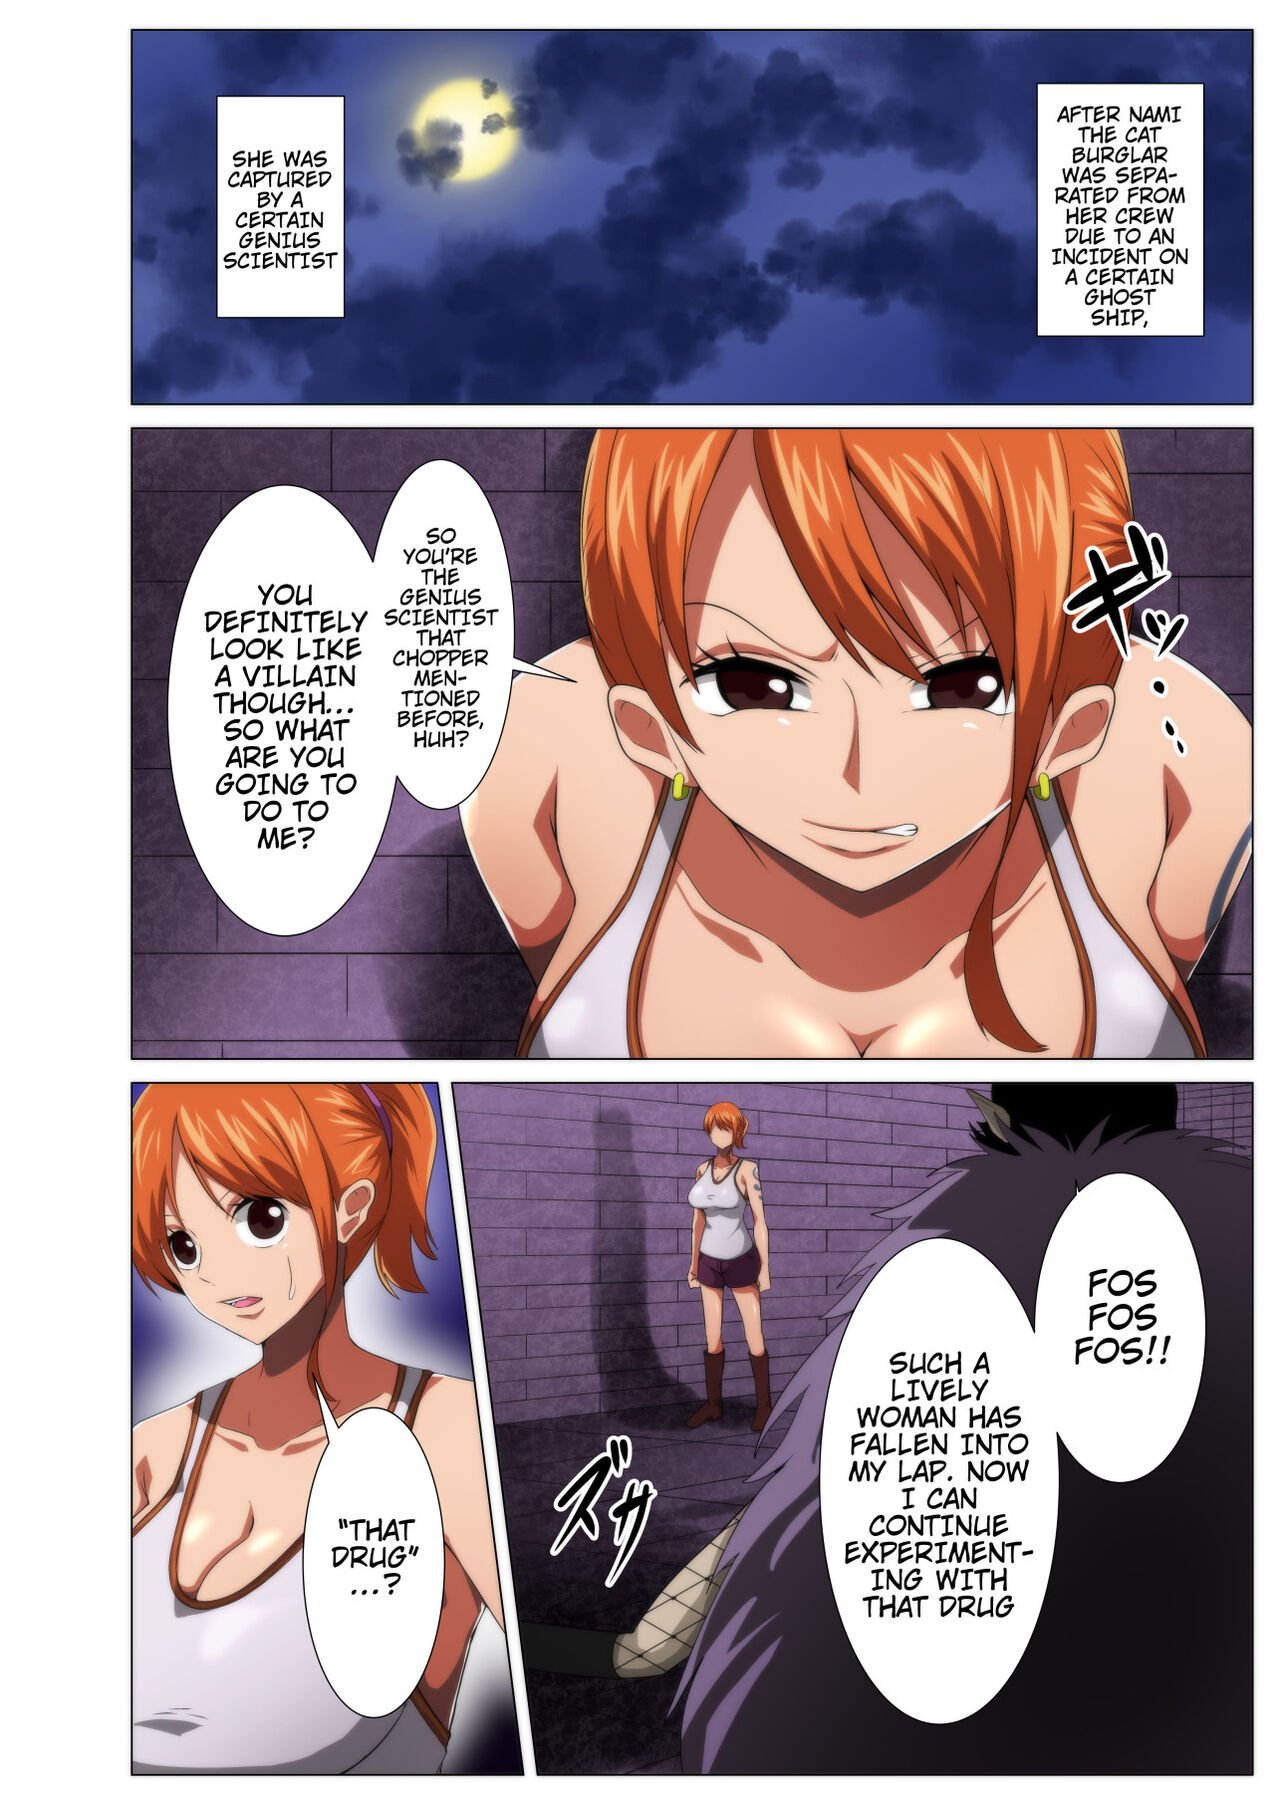 AFTER NAMI
THE CAT
BURGLAR
WAS SEPA-
RATED FROM
HER CREW
DUE TO AN
INCIDENT ON
A CERTAIN
GHOST
SHIP,
SHE WAS
CAPTURED
BY A
CERTAIN
GENIUS
SCIENTIST
SO
YOU'RE
THE
GENIUS
SCIENTIST
THAT
CHOPPER
MEN-
TIONED
BEFORE,
HUH?
YOU
DEFINITELY
LOOK LIKE
A VILLAIN
THOUGH...
SO WHAT
ARE YOU
GOING TO
DO TO
ME?
ギッ…
FOS
FOS
FOS!!
SUCH A
LIVELY
WOMAN HAS
FALLEN INTO
MY LAP. NOW
I CAN
CONTINUE
EXPERIMENT-
ING WITH
THAT DRUG
ズサ
"THAT
DRUG"
...?